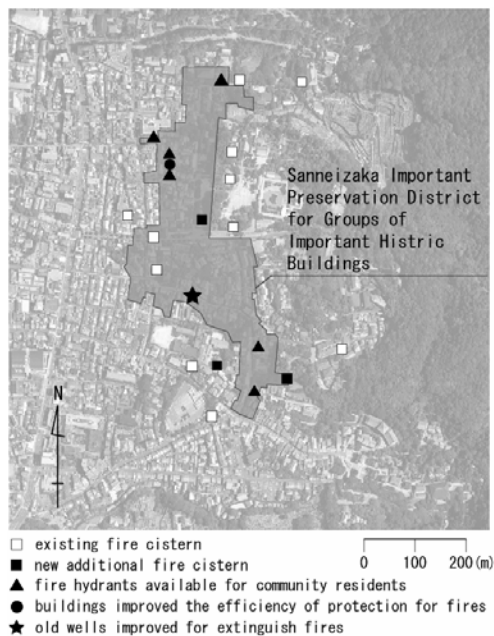 Sanneizaka Important
Preservation District
for Groups of
Important Histric
Buildings
N
□ existing fire cistern
■ new additional fire cistern
▲ fire hydrants available for community residents
● buildings improved the efficiency of protection for fires
★ old wells improved for extinguish fires
0 100 200 (m)